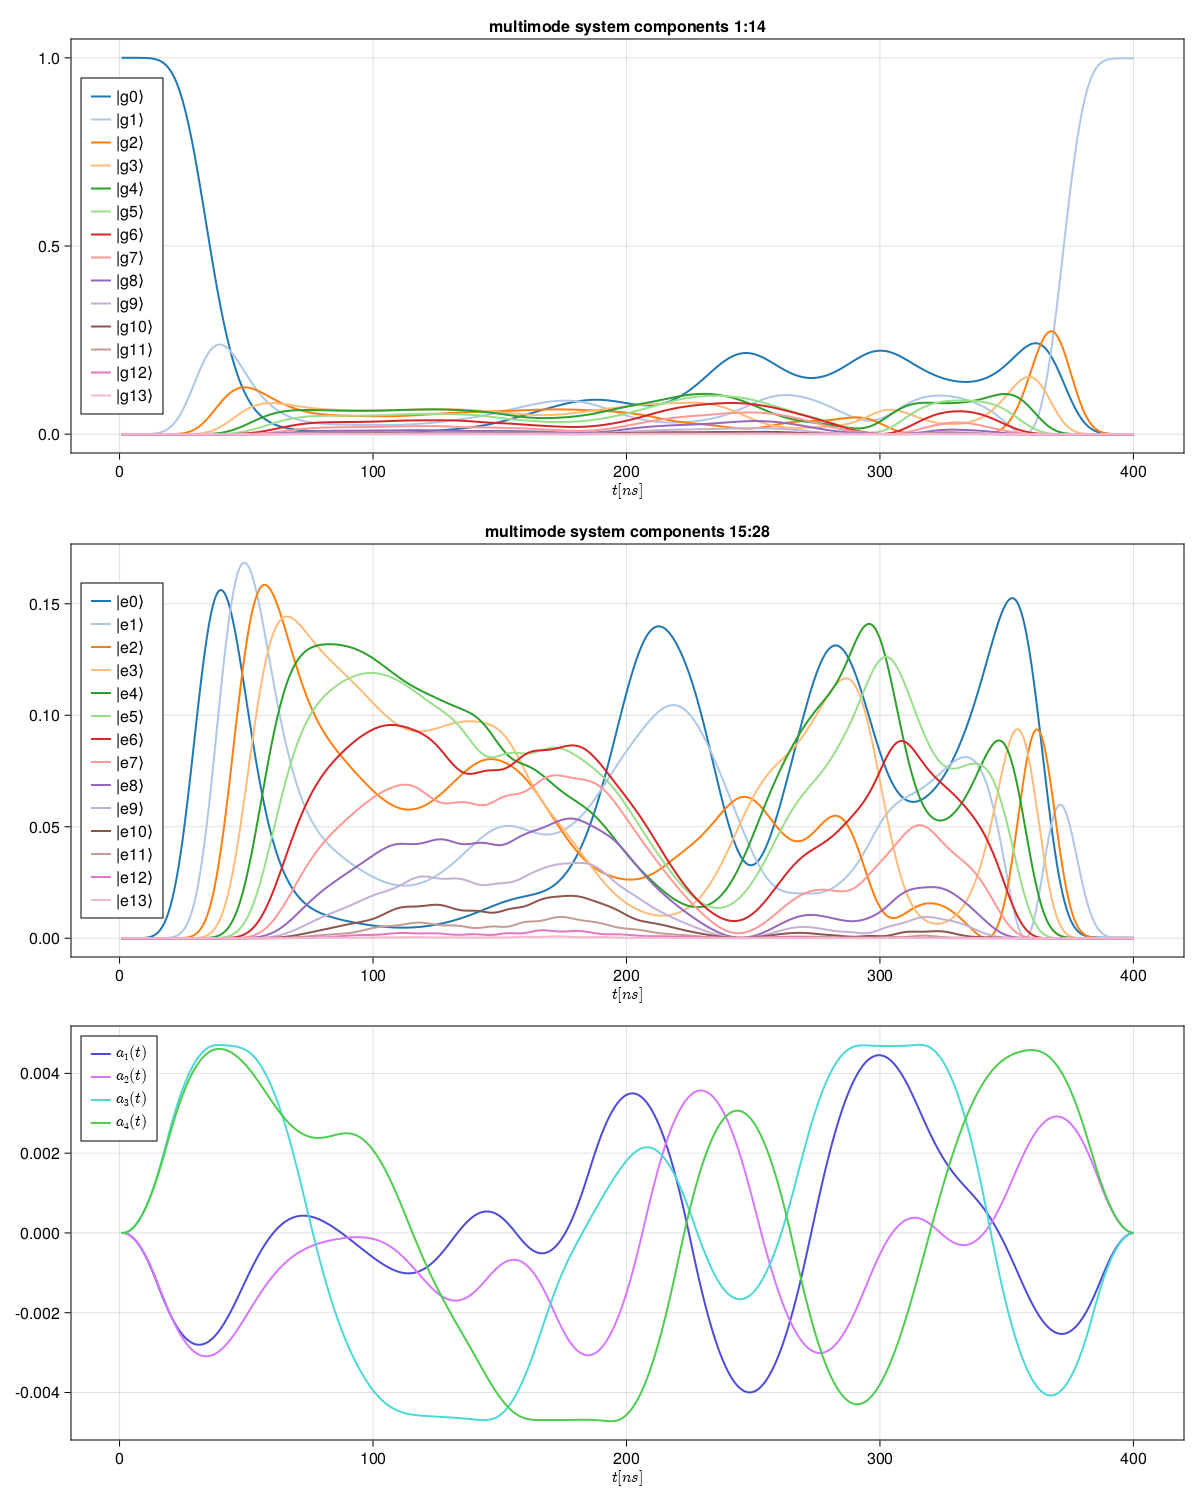 multimode system components 1:14
1.0
0.5
0.0
|g0⟩
|g1⟩
|g2⟩
|g3⟩
|g4⟩
|g5⟩
|g6⟩
|g7⟩
|g8⟩
|g9⟩
|g10⟩
|g11⟩
|g12⟩
|g13⟩
0 100 200 300 400
t[ns]
multimode system components 15:28
0.15
0.10
0.05
0.00
|e0⟩
|e1⟩
|e2⟩
|e3⟩
|e4⟩
|e5⟩
|e6⟩
|e7⟩
|e8⟩
|e9⟩
|e10⟩
|e11⟩
|e12⟩
|e13⟩
0 100 200 300 400
t[ns]
0.004
0.002
0.000
-0.002
-0.004
a₁(t)
a₂(t)
a₃(t)
a₄(t)
0 100 200 300 400
t[ns]